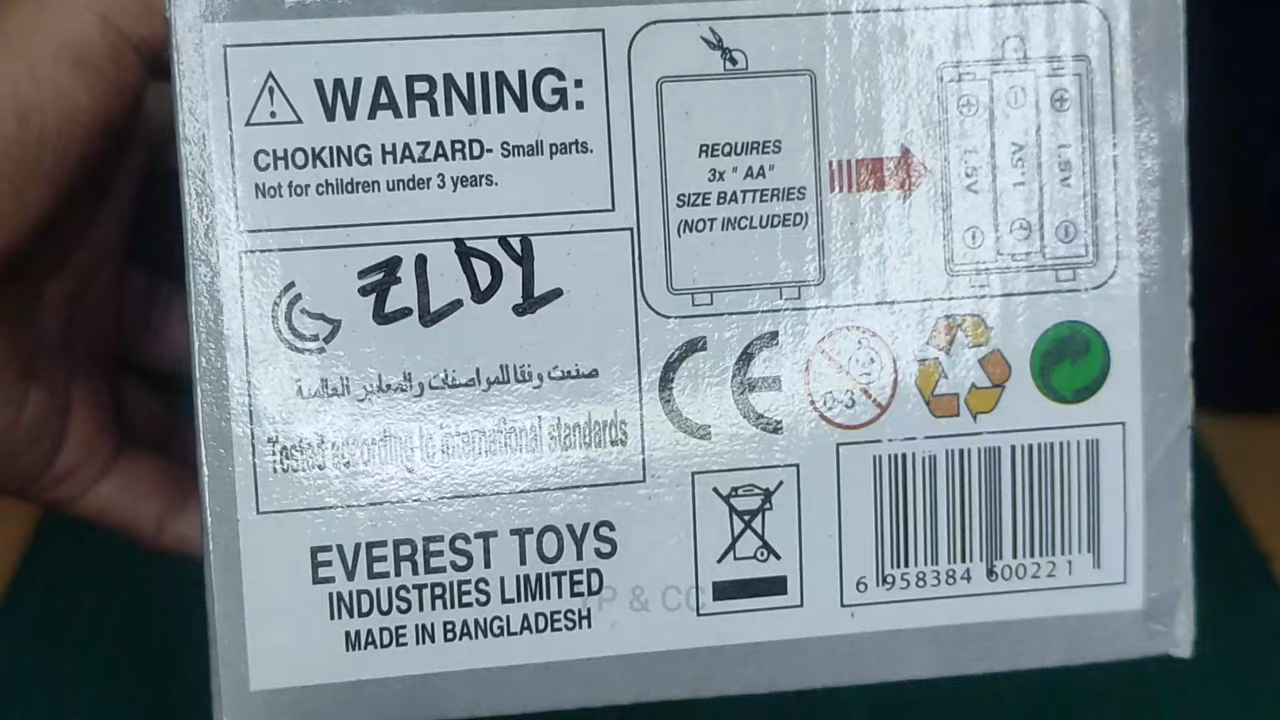 WARNING:
CHOKING HAZARD- Small parts.
Not for children under 3 years.
REQUIRES
3x " AA"
SIZE BATTERIES
(NOT INCLUDED)
1.5V
1.5V
1.5V
ZLDY
صنعت وفقا للمواصفات والمعايير العالمية
Tested according to international standards
CE
0-3
EVEREST TOYS
INDUSTRIES LIMITED
MADE IN BANGLADESH
P & CC
6 958384 600221